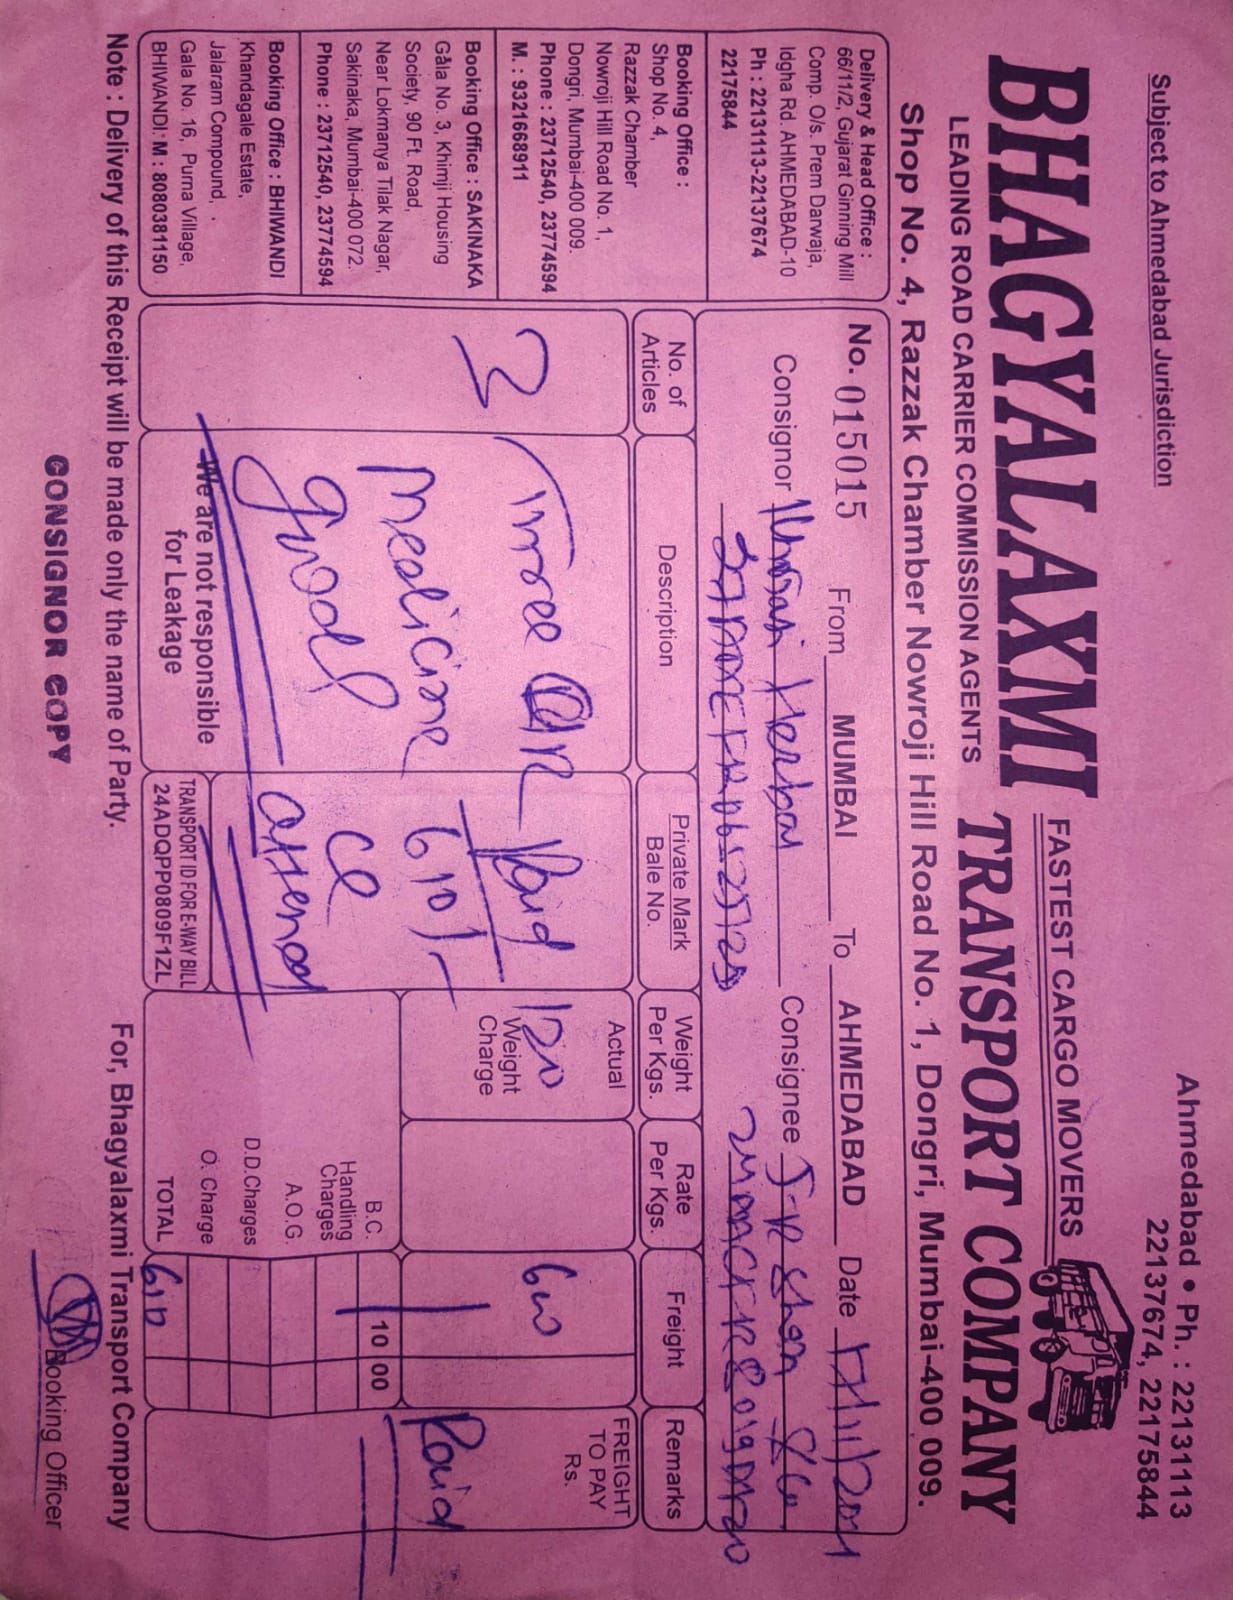 Subject to Ahmedabad Jurisdiction
Ahmedabad • Ph. : 22131113
22137674, 22175844
FASTEST CARGO MOVERS
BHAGYALAXMI TRANSPORT COMPANY
LEADING ROAD CARRIER COMMISSION AGENTS
Shop No. 4, Razzak Chamber Nowroji Hill Road No. 1, Dongri, Mumbai-400 009.
Delivery & Head Office :
66/11/2, Gujarat Ginning Mill
Comp. O/s. Prem Darwaja,
Idgha Rd. AHMEDABAD-10
Ph : 22131113-22137674
22175844
Booking Office :
Shop No. 4,
Razzak Chamber
Nowroji Hill Road No. 1,
Dongri, Mumbai-400 009.
Phone : 23712540, 23774594
M. : 9321668911
Booking Office : SAKINAKA
Gala No. 3, Khimji Housing
Society, 90 Ft. Road,
Near Lokmanya Tilak Nagar,
Sakinaka, Mumbai-400 072.
Phone : 23712540, 23774594
Booking Office : BHIWANDI
Khandagale Estate,
Jalaram Compound,
Gala No. 16, Purna Village,
BHIWANDI. M : 8080381150
No. 015015 From MUMBAI To AHMEDABAD Date
Consignor Consignee
No. of Articles
Description
Private Mark
Bale No.
Weight Per Kgs.
Rate Per Kgs.
Freight
Remarks
3
Three
Medicine
good
Paid
610/-
Actual
120
Weight Charge
600
FREIGHT TO PAY Rs.
Paid
B.C. 10 00
Handling Charges
A.O.G.
D.D.Charges
O. Charge
TOTAL 610
We are not responsible
for Leakage
TRANSPORT ID FOR E-WAY BILL
24ADQPP0809F1ZL
Note : Delivery of this Receipt will be made only the name of Party.
For, Bhagyalaxmi Transport Company
CONSIGNOR COPY
Booking Officer